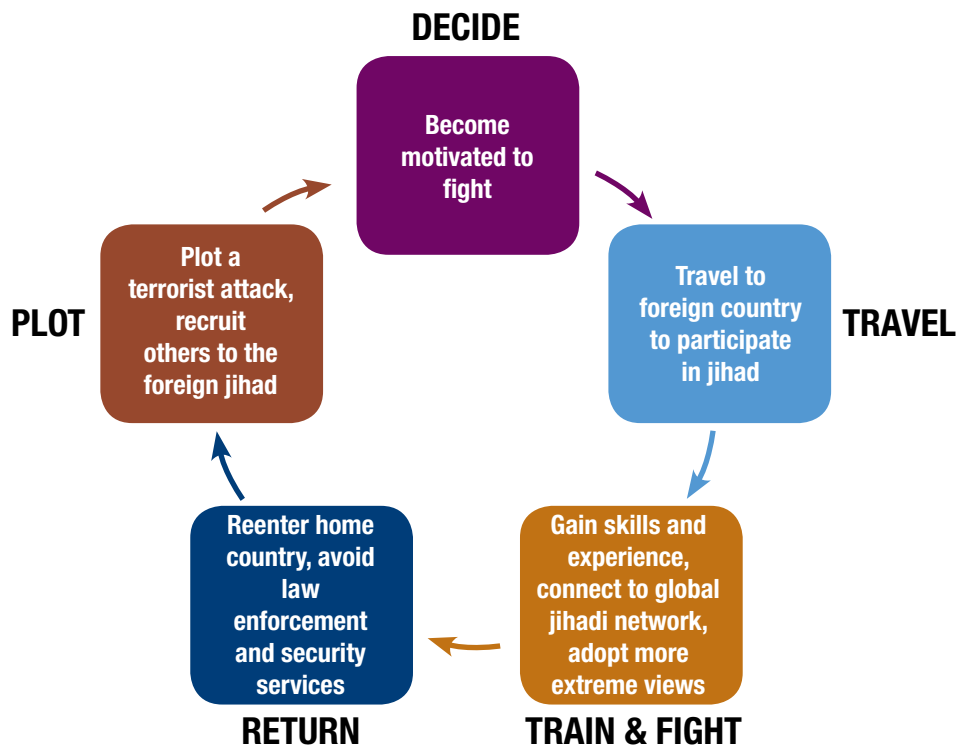 DECIDE
Become
motivated to
fight
TRAVEL
Travel to
foreign country
to participate
in jihad
Gain skills and
experience,
connect to global
jihadi network,
adopt more
extreme views
TRAIN & FIGHT
Reenter home
country, avoid
law
enforcement
and security
services
RETURN
PLOT
Plot a
terrorist attack,
recruit
others to the
foreign jihad